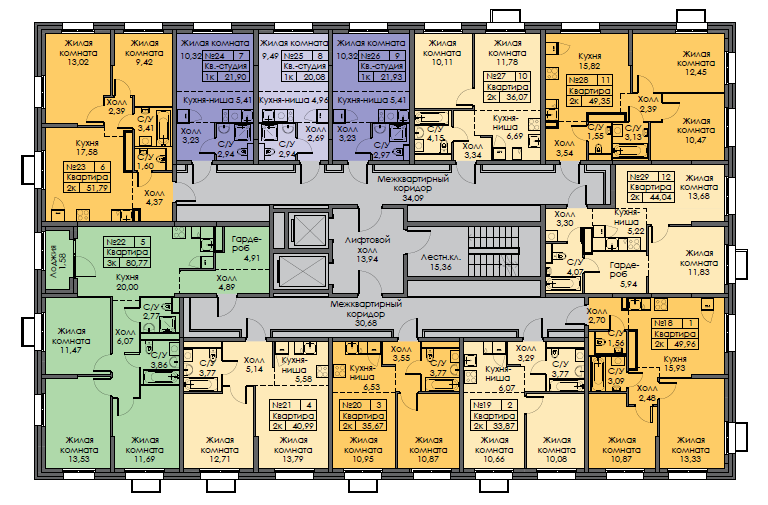 Жилая
комната
13,02
Жилая
комната
9,42
Холл
2,39
С/У
3,41
Кухня
17,58
№23 6
Квартира
2К 51,79
С/У
1,60
Холл
4,37
Жилая комната
10,32 №24 7
Кв.-студия
1К 21,90
Кухня-ниша 5,41
Холл
3,23
С/У
2,94
Жилая комната
9,49 №25 8
Кв.-студия
1К 20,08
Кухня-ниша 4,96
Холл
2,69
С/У
2,94
Жилая комната
10,32 №26 9
Кв.-студия
1К 21,93
Кухня-ниша 5,41
Холл
3,23
С/У
2,97
Жилая
комната
10,11
Жилая
комната
11,78
№27 10
Квартира
2К 36,07
Кухня-
ниша
6,69
С/У
4,15
Холл
3,34
Кухня
15,82
№28 11
Квартира
2К 49,35
Жилая
комната
12,45
Холл
2,39
С/У
1,55
С/У
3,13
Холл
3,54
Жилая
комната
10,47
Межквартирный
коридор
34,09
№29 12
Квартира
2К 44,04
Жилая
комната
13,68
Холл
3,30
Кухня-
ниша
5,22
С/У
4,07
Гарде-
роб
5,94
Жилая
комната
11,83
Лифтовой
холл
13,94
Лестн.кл.
15,36
Лоджия
1,58
№22 5
Квартира
3К 80,77
Кухня
20,00
Гарде-
роб
4,91
Холл
4,89
Жилая
комната
11,47
Холл
6,07
С/У
2,77
С/У
3,86
Жилая
комната
13,53
Жилая
комната
11,69
Межквартирный
коридор
30,68
С/У
3,77
Холл
5,14
Кухня-
ниша
5,58
№21 4
Квартира
2К 40,99
Жилая
комната
12,71
Жилая
комната
13,79
Кухня-
ниша
6,53
Холл
3,55
С/У
3,77
№20 3
Квартира
2К 35,67
Жилая
комната
10,95
Жилая
комната
10,87
Кухня-
ниша
6,07
Холл
3,29
С/У
3,77
№19 2
Квартира
2К 33,87
Жилая
комната
10,66
Жилая
комната
10,08
Холл
2,70
С/У
1,56
№18 1
Квартира
2К 49,96
Кухня
15,93
С/У
3,09
Холл
2,48
Жилая
комната
10,87
Жилая
комната
13,33